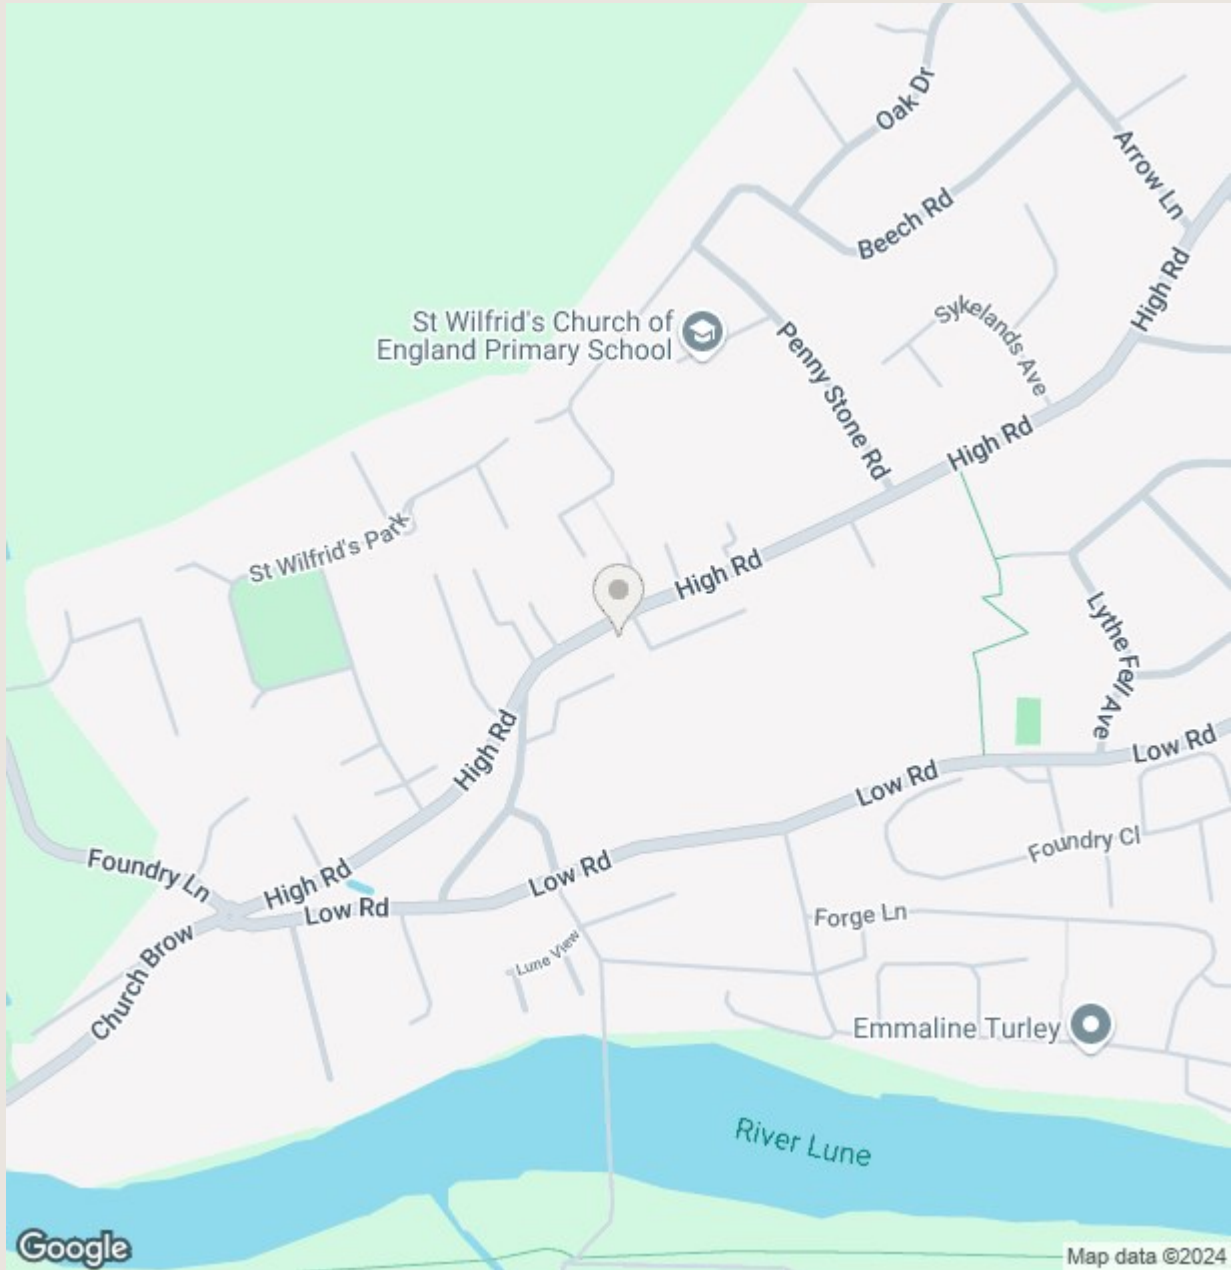 Oak Dr
Arrow Ln
Beech Rd
High Rd
Sykelands Ave
St Wilfrid's Church of
England Primary School
Penny Stone Rd
High Rd
St Wilfrid's Park
High Rd
Lythe Fell Ave
High Rd
Low Rd
Low Rd
Foundry Cl
Foundry Ln
High Rd
Low Rd
Low Rd
Forge Ln
Church Brow
Lune View
Emmaline Turley
River Lune
Google
Map data ©2024